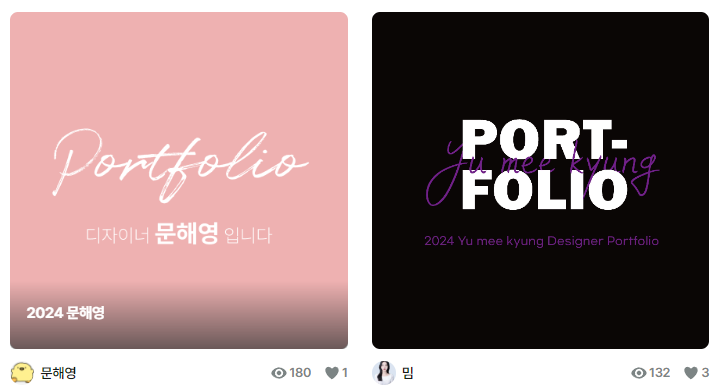 Portfolio
디자이너 문해영 입니다
2024 문해영
문해영
180
1
PORT-
Yu mee kyung
FOLIO
2024 Yu mee kyung Designer Portfolio
밈
132
3